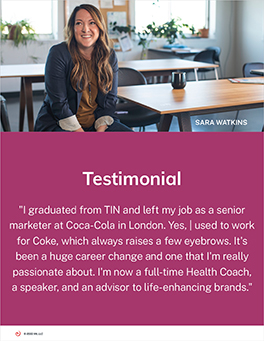 SARA WATKINS
Testimonial
"I graduated from TIN and left my job as a senior
marketer at Coca-Cola in London. Yes, | used to work
for Coke, which always raises a few eyebrows. It's
been a huge career change and one that I'm really
passionate about. I'm now a full-time Health Coach,
a speaker, and an advisor to life-enhancing brands."